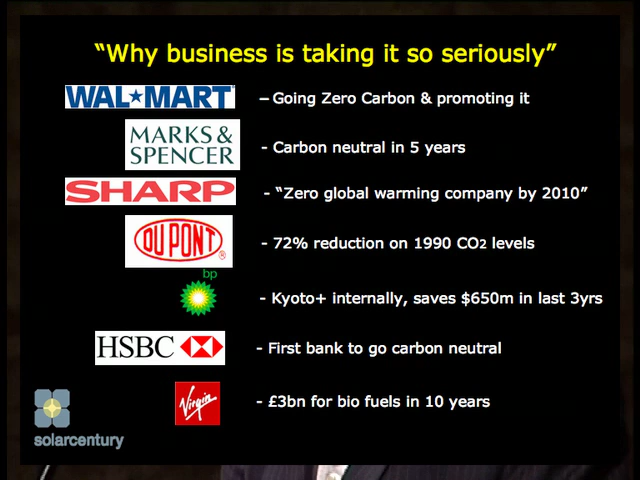 “Why business is taking it so seriously”
WAL★MART – Going Zero Carbon & promoting it
MARKS &
SPENCER - Carbon neutral in 5 years
SHARP - “Zero global warming company by 2010”
DU PONT ® - 72% reduction on 1990 CO2 levels
bp
- Kyoto+ internally, saves $650m in last 3yrs
HSBC - First bank to go carbon neutral
Virgin - £3bn for bio fuels in 10 years
solarcentury